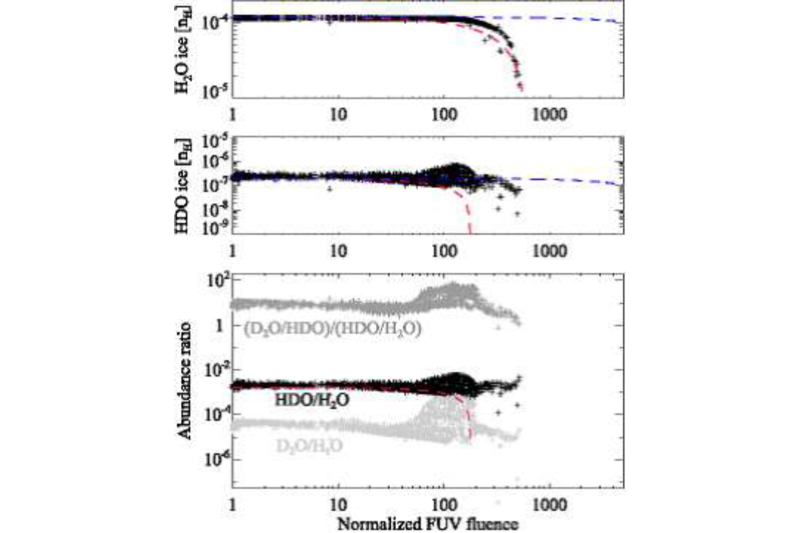 H₂O ice [n_H]
10⁻⁴
10⁻⁵
1 10 100 1000
HDO ice [n_H]
10⁻⁵
10⁻⁶
10⁻⁷
10⁻⁸
10⁻⁹
1 10 100 1000
Abundance ratio
10²
1
10⁻²
10⁻⁴
10⁻⁶
(D₂O/HDO)/(HDO/H₂O)
HDO/H₂O
D₂O/H₂O
1 10 100 1000
Normalized FUV fluence